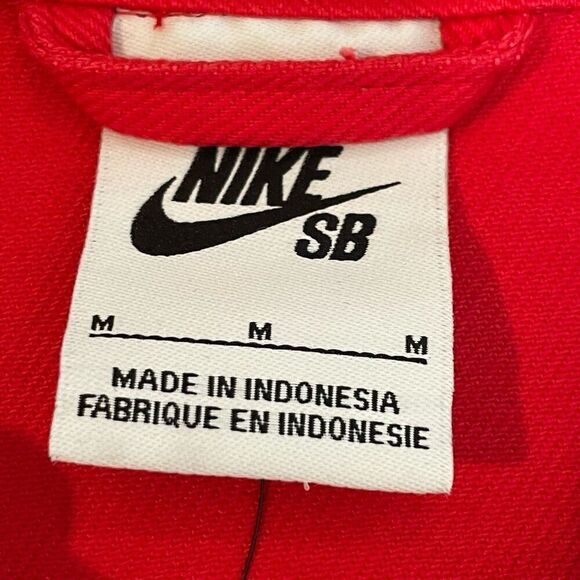 NIKE
SB
M M M
MADE IN INDONESIA
FABRIQUE EN INDONESIE